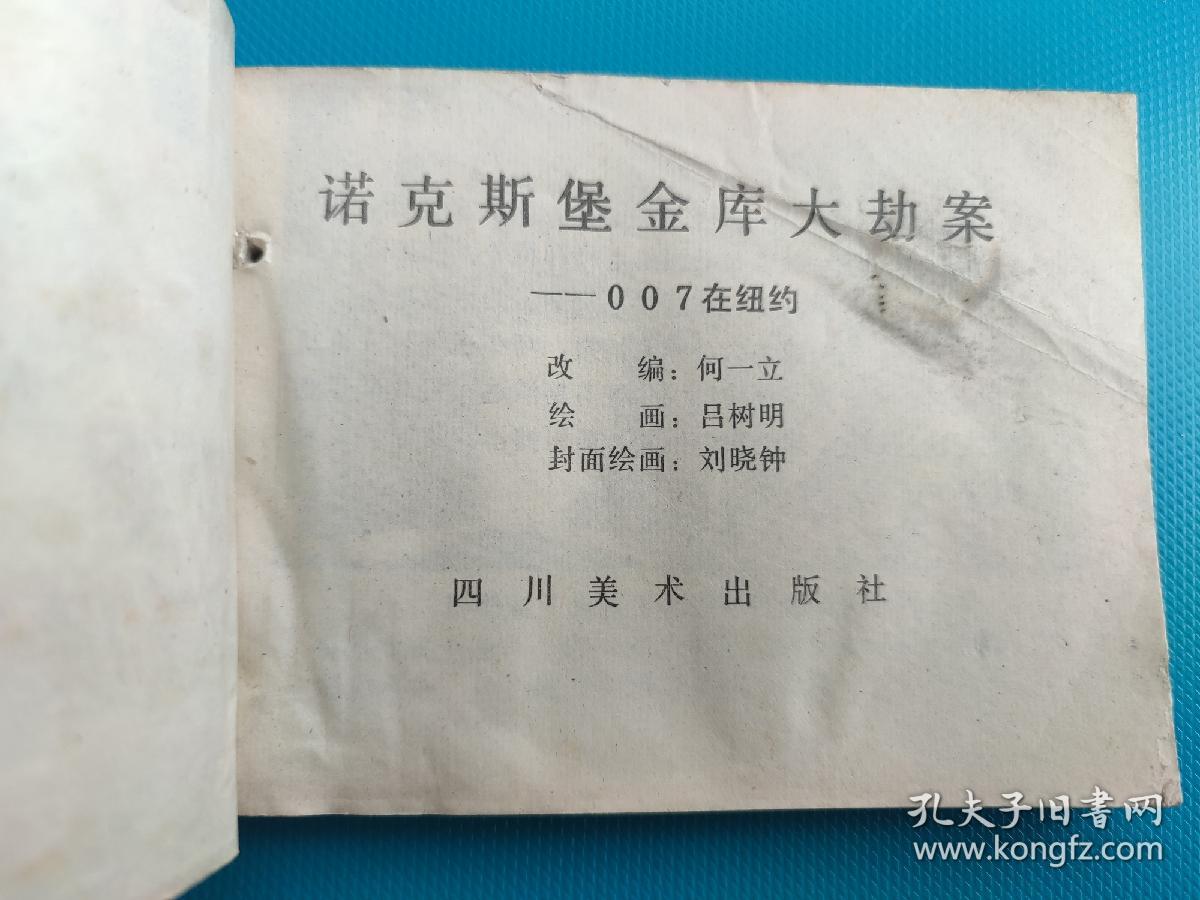 诺克斯堡金库大劫案
——007在纽约
改　　编：何一立
绘　　画：吕树明
封面绘画：刘晓钟
四川美术出版社
孔夫子旧书网
www.kongfz.com